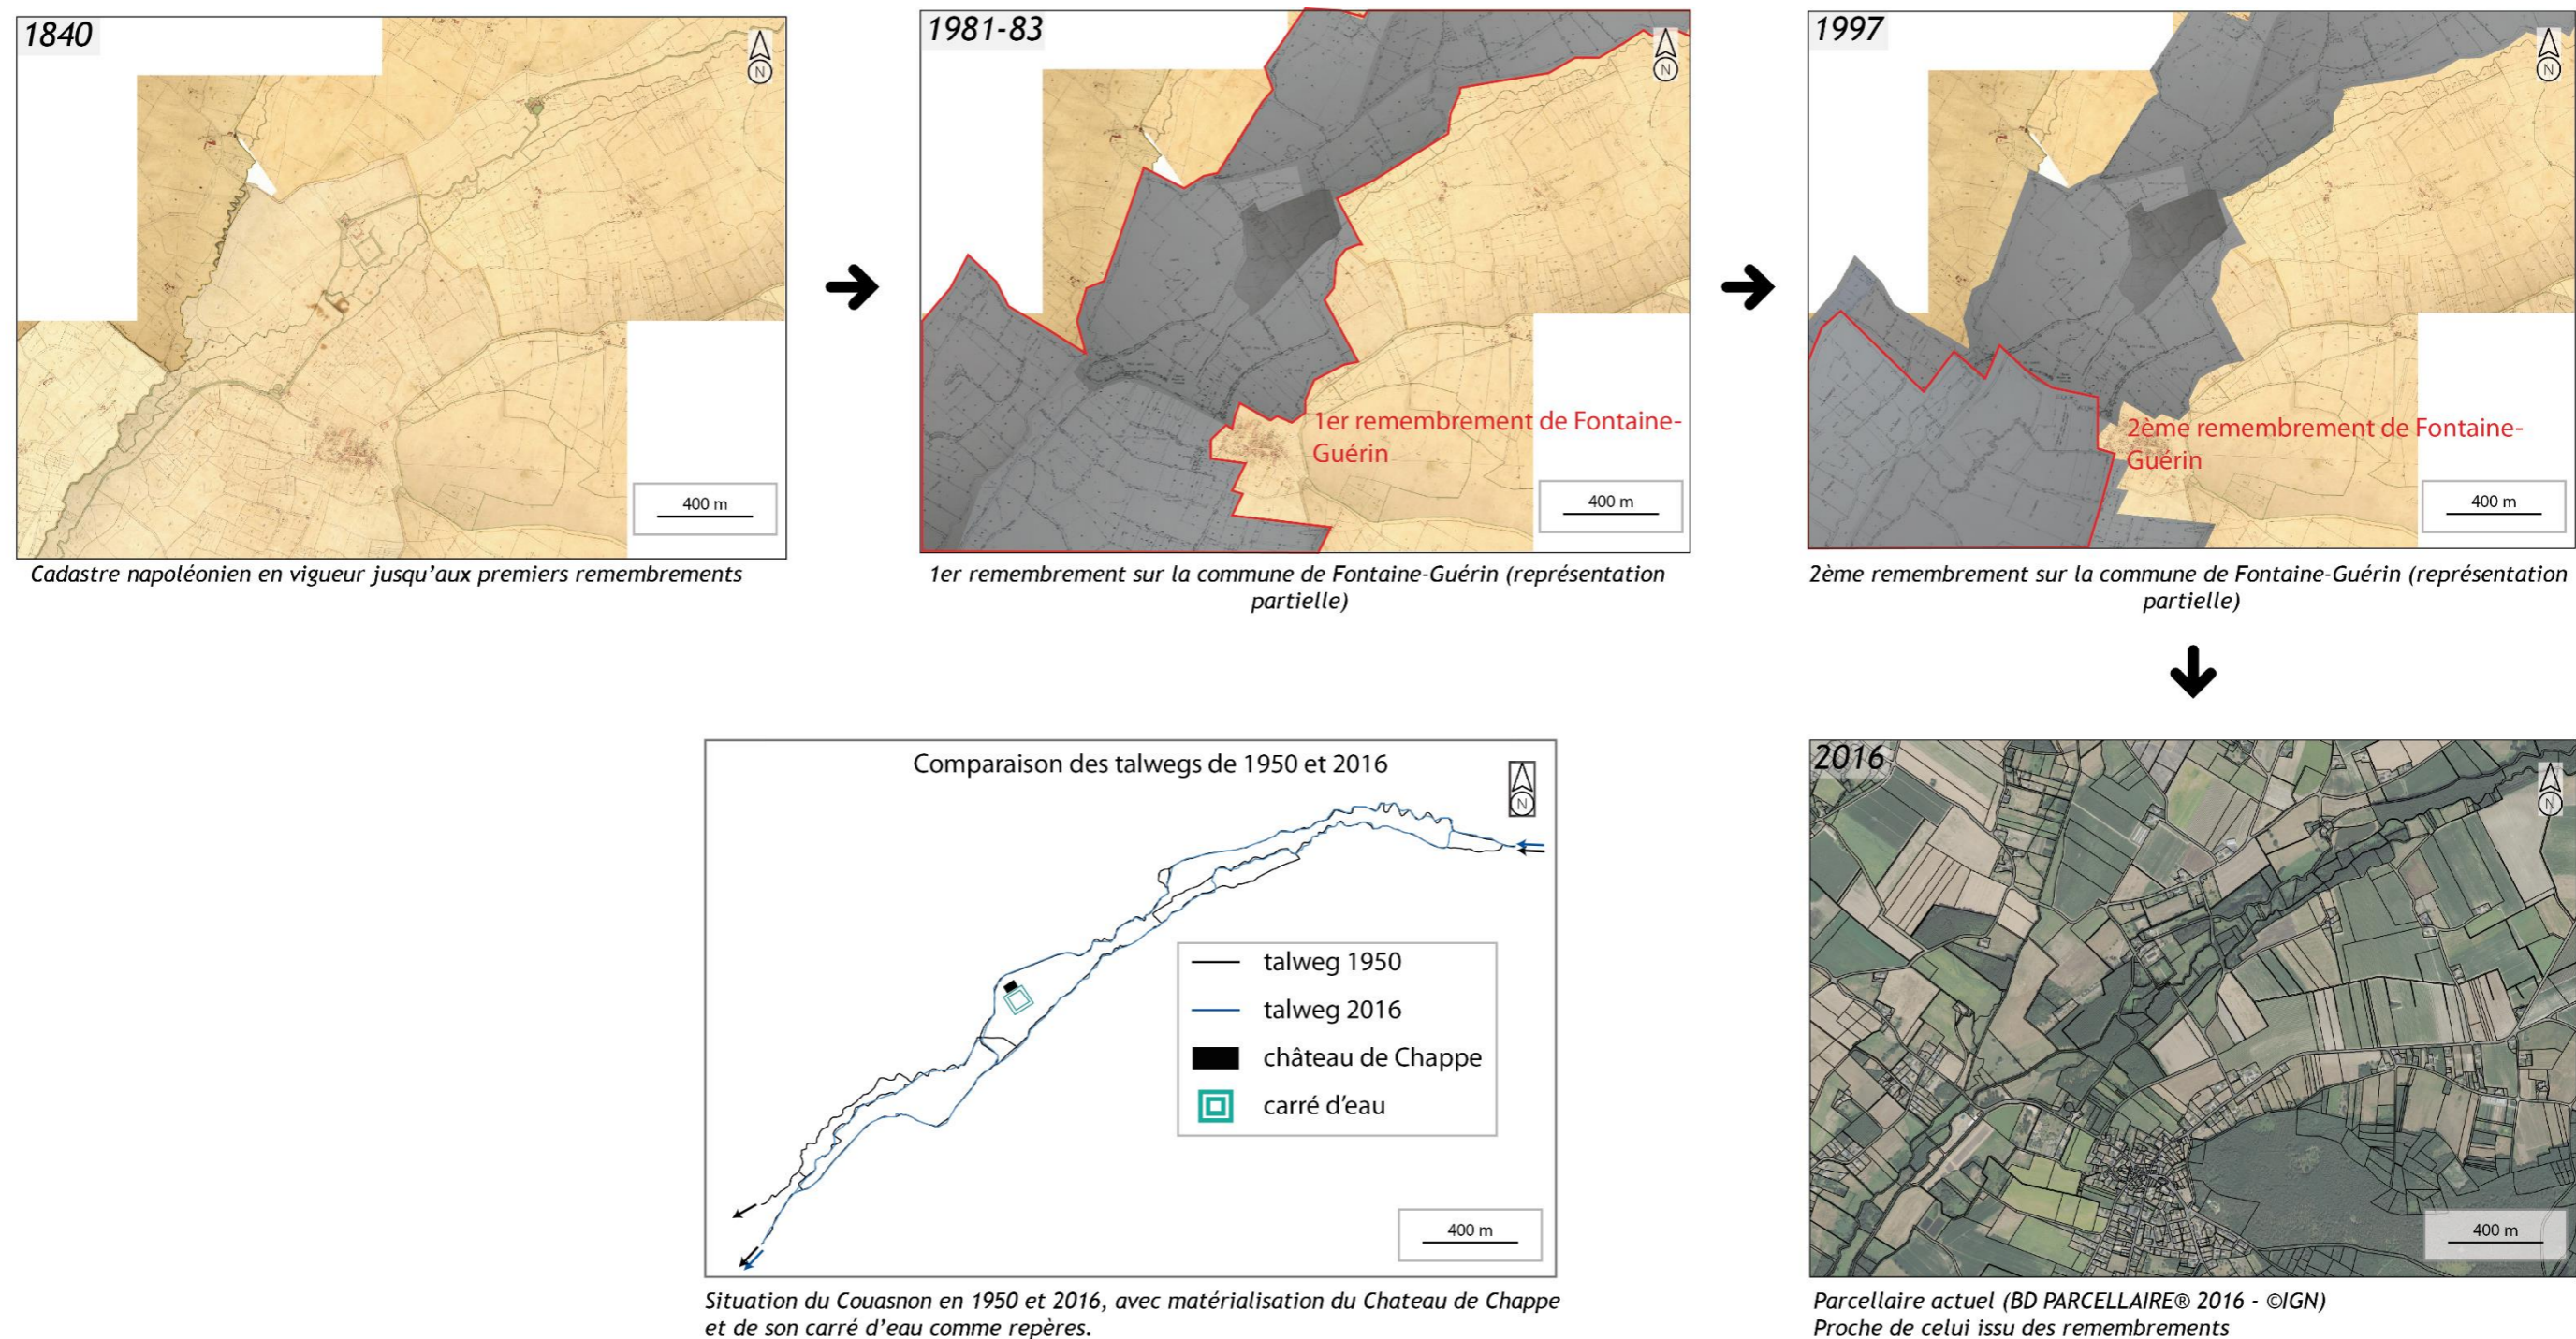 1840
N
400 m
Cadastre napoléonien en vigueur jusqu'aux premiers remembrements
1981-83
N
1er remembrement de Fontaine-
Guérin
400 m
1er remembrement sur la commune de Fontaine-Guérin (représentation
partielle)
1997
N
2ème remembrement de Fontaine-
Guérin
400 m
2ème remembrement sur la commune de Fontaine-Guérin (représentation
partielle)
Comparaison des talwegs de 1950 et 2016
N
talweg 1950
talweg 2016
château de Chappe
carré d'eau
400 m
Situation du Couasnon en 1950 et 2016, avec matérialisation du Chateau de Chappe
et de son carré d'eau comme repères.
2016
N
400 m
Parcellaire actuel (BD PARCELLAIRE® 2016 - ©IGN)
Proche de celui issu des remembrements